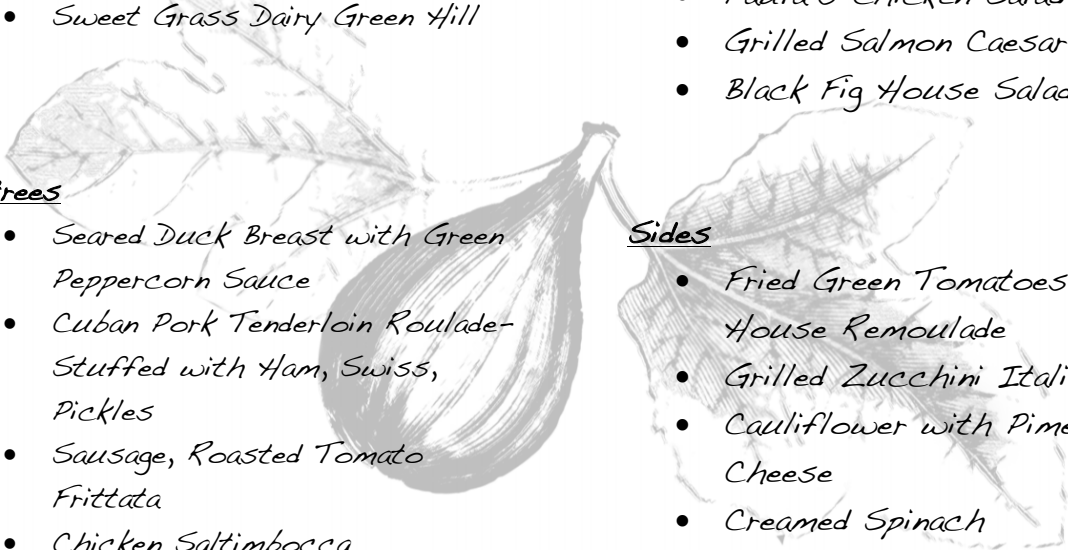 Sweet Grass Dairy Green Hill
Seared Duck Breast with Green
Peppercorn Sauce
Cuban Pork Tenderloin Roulade-
Stuffed with Ham, Swiss,
Pickles
Sausage, Roasted Tomato
Frittata
Chicken Saltimbocca
Chicken
Grilled Salmon Caesar
Black Fig House Salad
Sides
Fried Green Tomatoes
House Remoulade
Grilled Zucchini
Cauliflower with
Cheese
Creamed Spinach